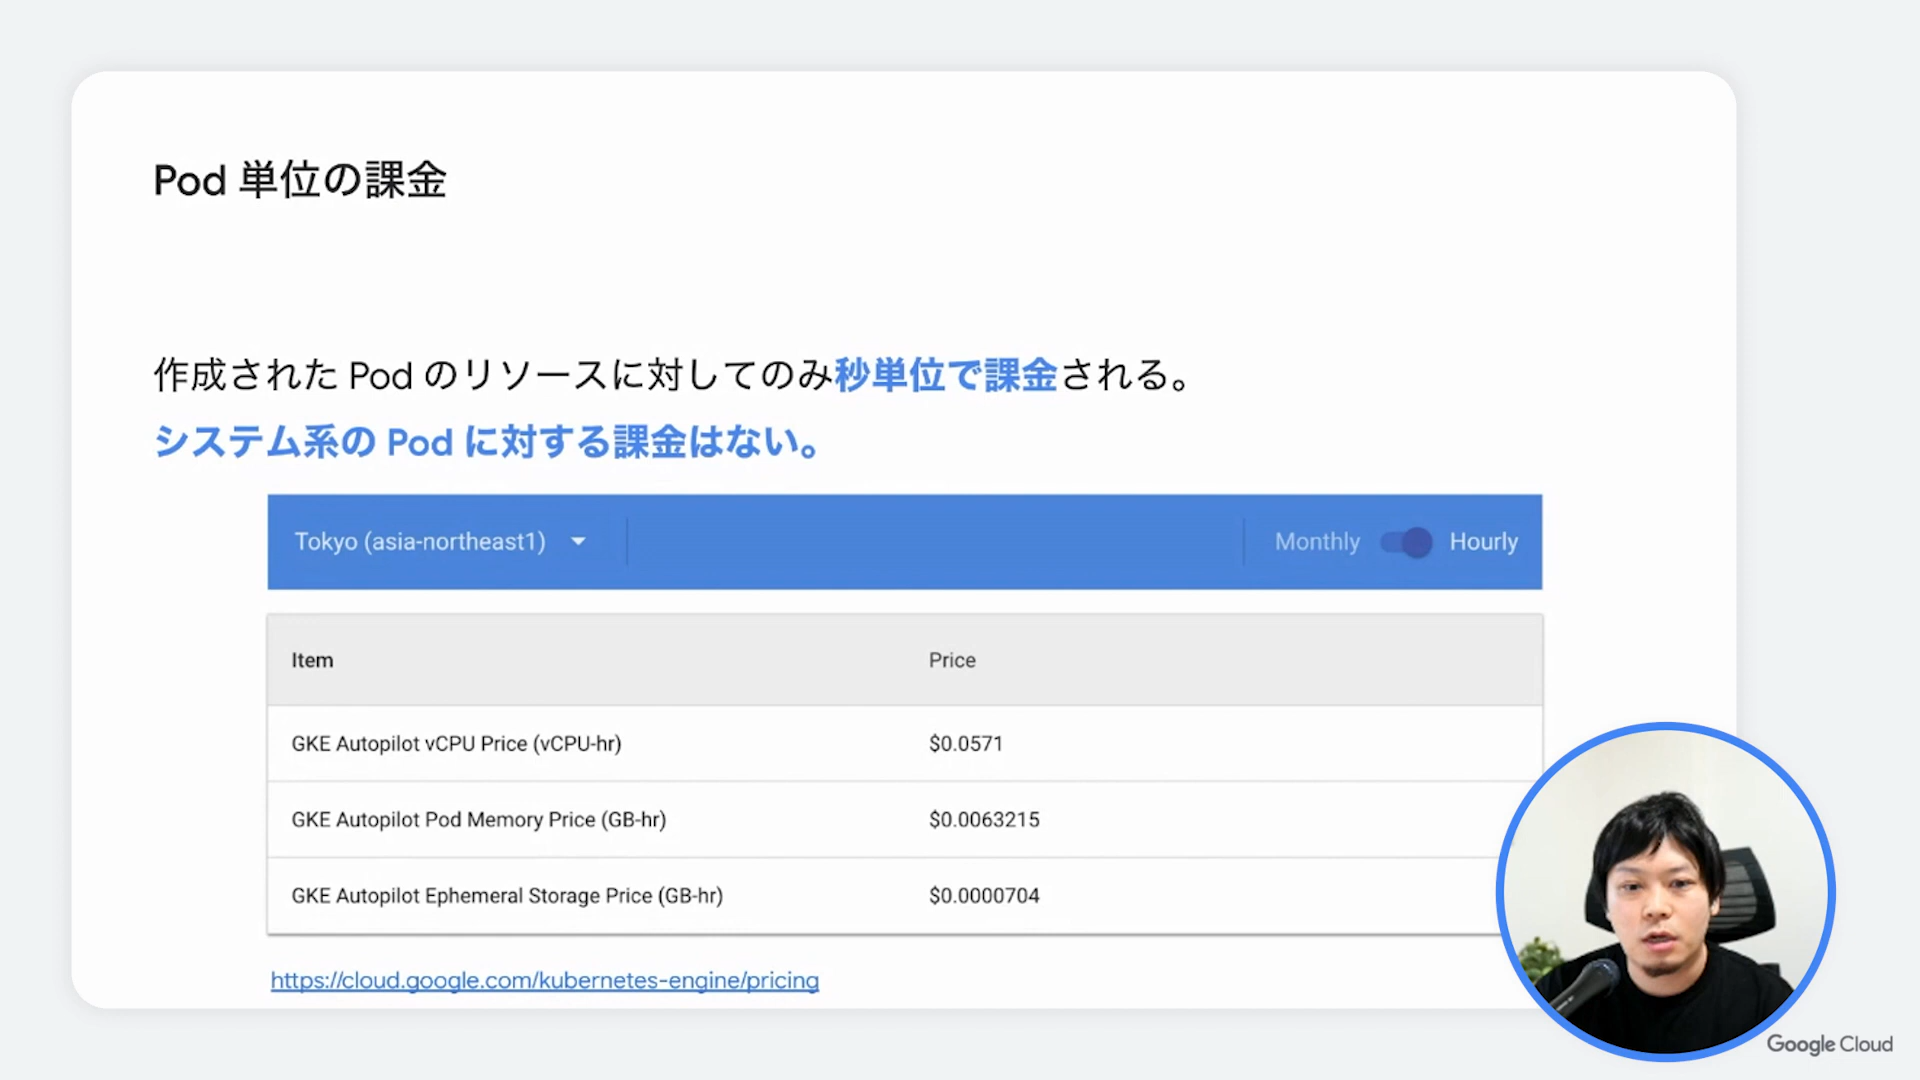 Pod 単位の課金
作成された Pod のリソースに対してのみ秒単位で課金される。
システム系の Pod に対する課金はない。
Tokyo (asia-northeast1) Monthly Hourly
Item Price
GKE Autopilot vCPU Price (vCPU-hr) $0.0571
GKE Autopilot Pod Memory Price (GB-hr) $0.0063215
GKE Autopilot Ephemeral Storage Price (GB-hr) $0.0000704
https://cloud.google.com/kubernetes-engine/pricing
Google Cloud